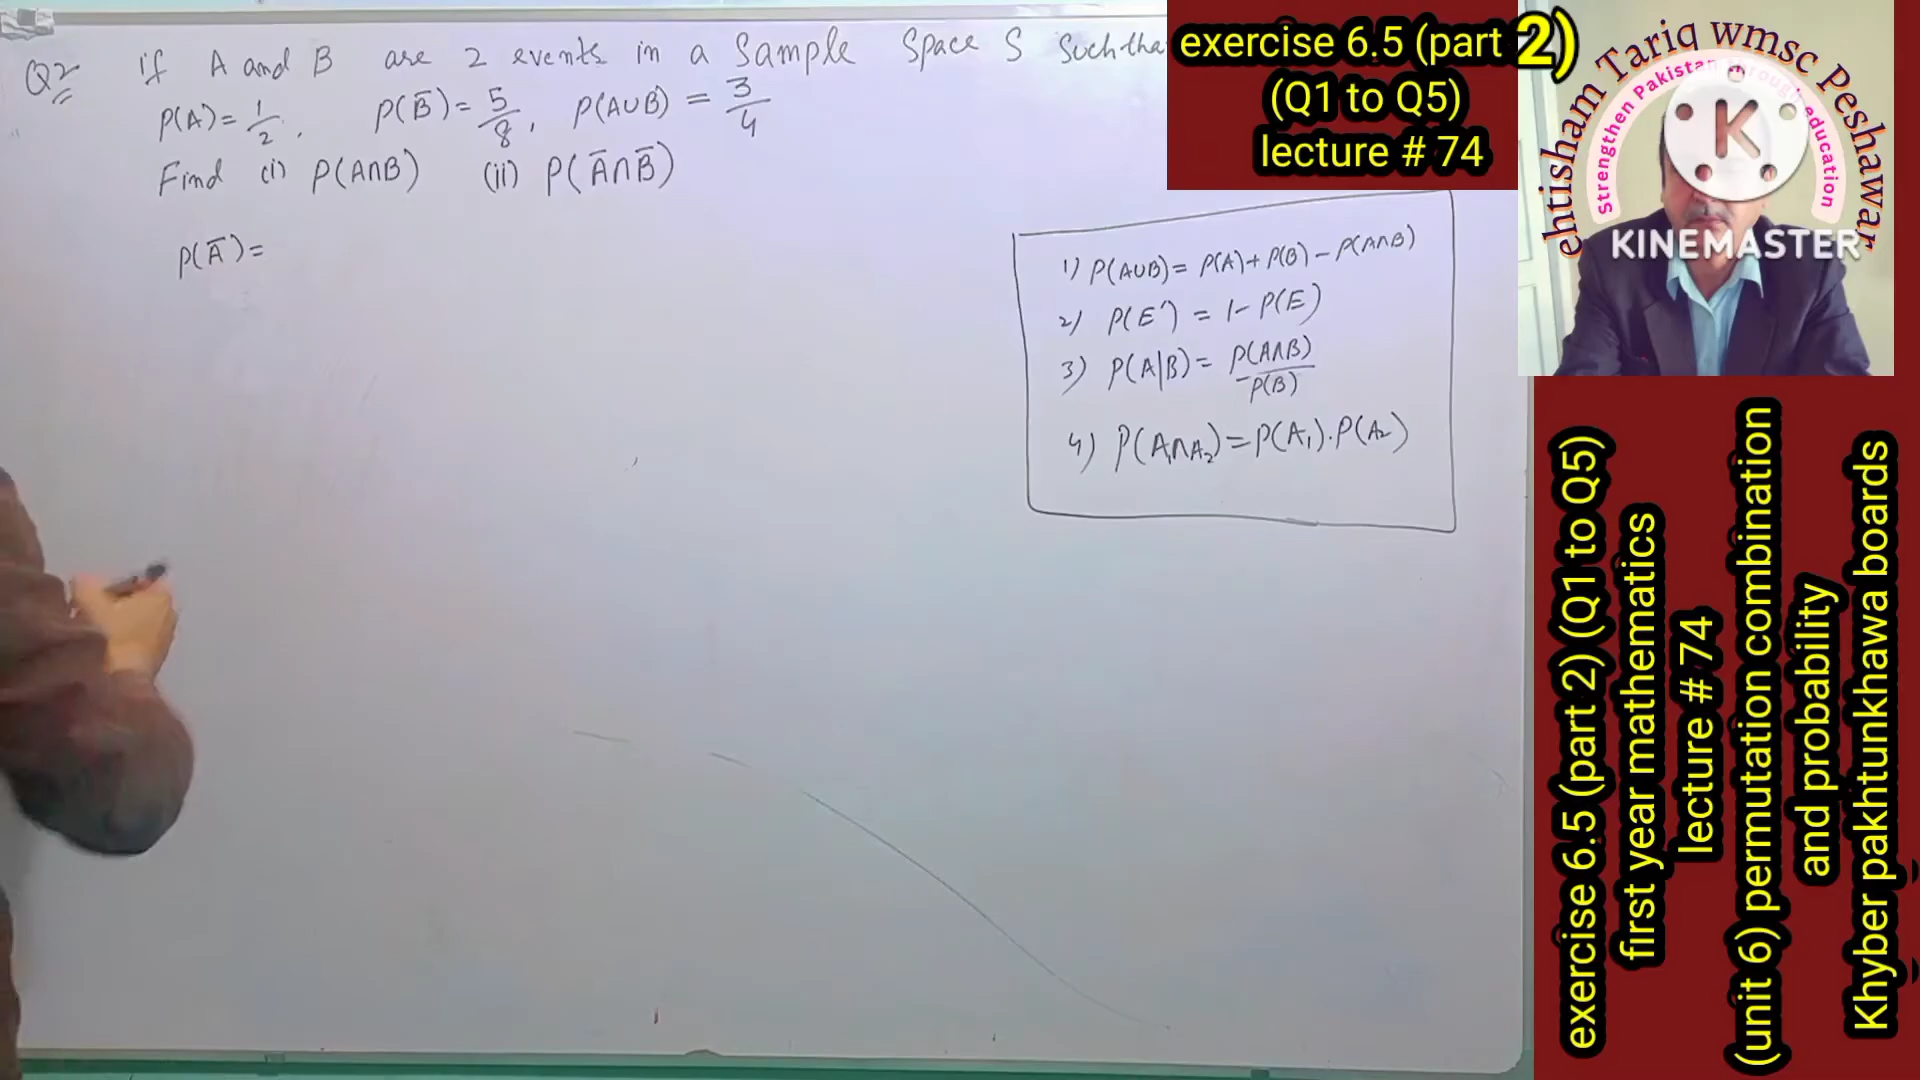 Q2 if A and B are 2 events in a Sample Space S such tha
P(A) = 1/2, P(B̄) = 5/8, P(A∪B) = 3/4
Find (i) P(A∩B) (ii) P(Ā∩B̄)
P(Ā) =
1) P(A∪B) = P(A) + P(B) - P(A∩B)
2) P(E') = 1 - P(E)
3) P(A|B) = P(A∩B)/P(B)
4) P(A₁∩A₂) = P(A₁).P(A₂)
exercise 6.5 (part 2)
(Q1 to Q5)
lecture # 74
ehtisham Tariq wmsc Peshawar
Strengthen Pakistan through education
K
KINEMASTER
exercise 6.5 (part 2) (Q1 to Q5)
first year mathematics
lecture # 74
(unit 6) permutation combination
and probability
Khyber pakhtunkhawa boards